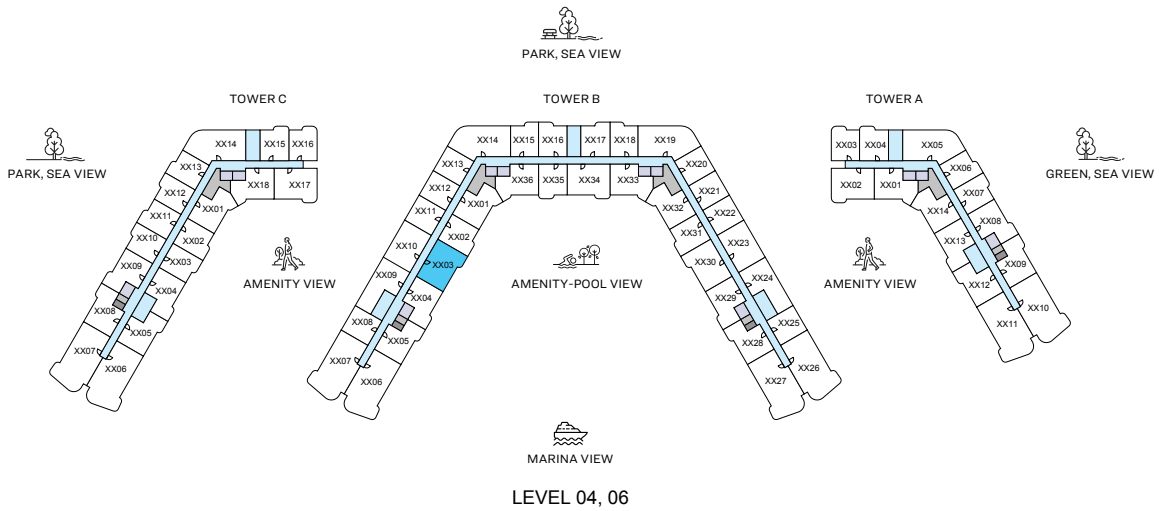 PARK, SEA VIEW
TOWER C
TOWER B
TOWER A
PARK, SEA VIEW
GREEN, SEA VIEW
XX14
XX15
XX16
XX13
XX12
XX11
XX10
XX09
XX08
XX07
XX06
XX05
XX04
XX03
XX02
XX01
XX18
XX17
XX14
XX15
XX16
XX17
XX18
XX19
XX13
XX12
XX11
XX10
XX09
XX08
XX07
XX06
XX05
XX04
XX03
XX02
XX01
XX36
XX35
XX34
XX33
XX32
XX31
XX30
XX29
XX28
XX27
XX26
XX25
XX24
XX23
XX22
XX21
XX20
XX03
XX04
XX05
XX02
XX01
XX06
XX07
XX08
XX09
XX10
XX11
XX12
XX13
XX14
AMENITY VIEW
AMENITY-POOL VIEW
AMENITY VIEW
MARINA VIEW
LEVEL 04, 06